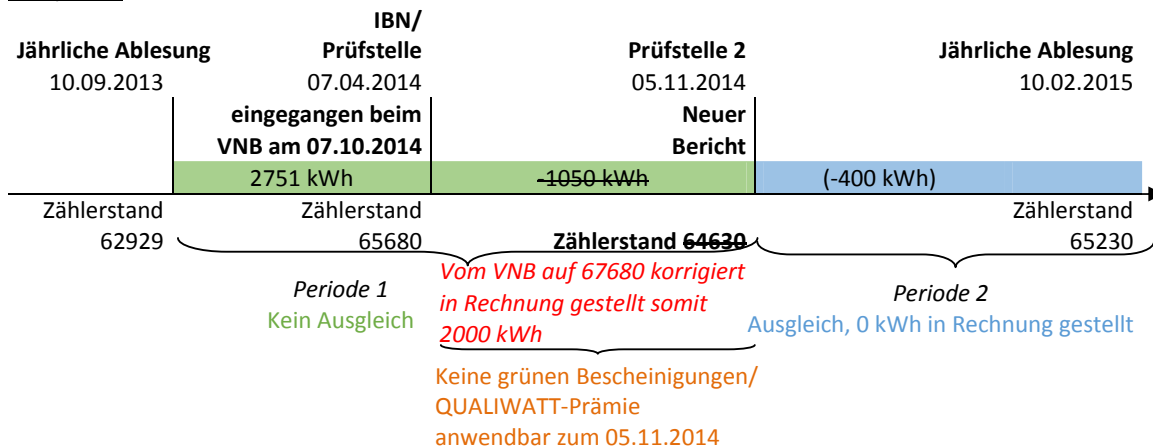 IBN/
Jährliche Ablesung Prüfstelle Prüfstelle 2 Jährliche Ablesung
10.09.2013 07.04.2014 05.11.2014 10.02.2015
eingegangen beim Neuer
VNB am 07.10.2014 Bericht
2751 kWh -1050 kWh (-400 kWh)
Zählerstand Zählerstand Zählerstand
62929 65680 Zählerstand 64630 65230
Vom VNB auf 67680 korrigiert
in Rechnung gestellt somit
2000 kWh
Periode 1
Kein Ausgleich
Periode 2
Ausgleich, 0 kWh in Rechnung gestellt
Keine grünen Bescheinigungen/
QUALIWATT-Prämie
anwendbar zum 05.11.2014